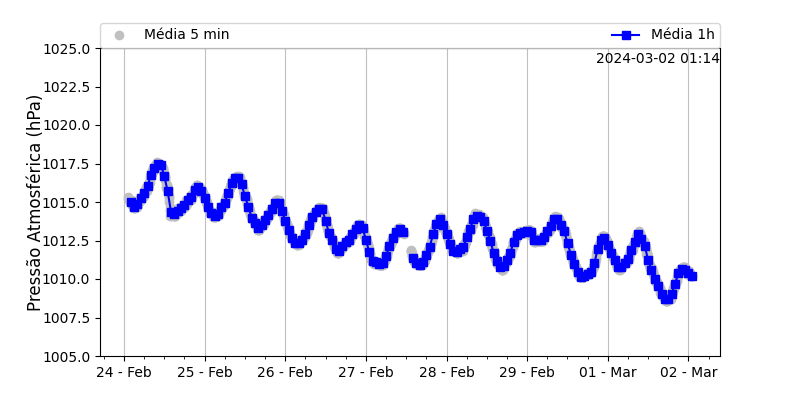 Média 5 min
Média 1h
2024-03-02 01:14
Pressão Atmosférica (hPa)
1025.0
1022.5
1020.0
1017.5
1015.0
1012.5
1010.0
1007.5
1005.0
24 - Feb
25 - Feb
26 - Feb
27 - Feb
28 - Feb
29 - Feb
01 - Mar
02 - Mar